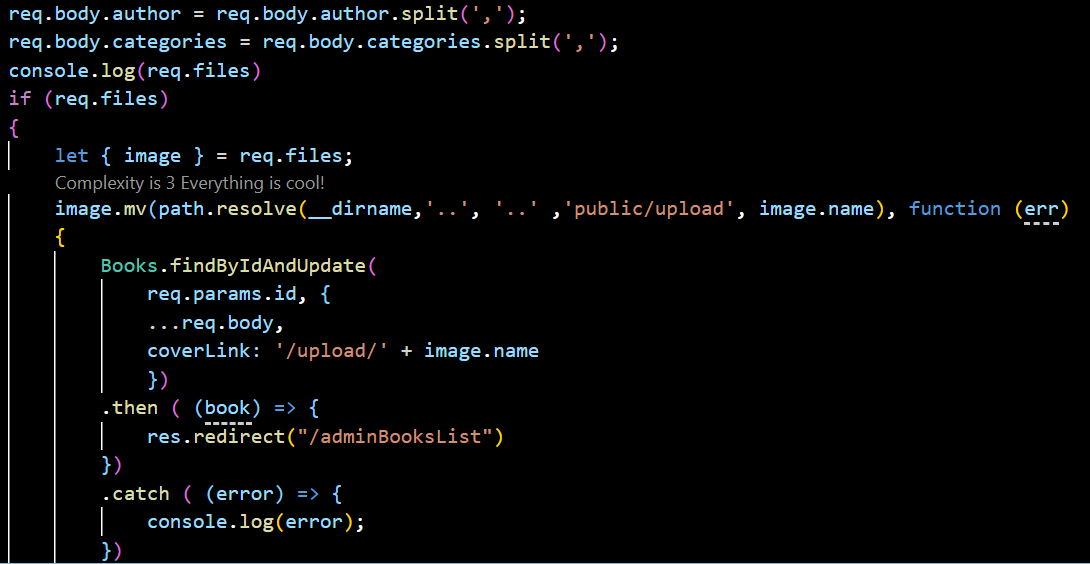 req.body.author = req.body.author.split(',');
req.body.categories = req.body.categories.split(',');
console.log(req.files)
if (req.files)
{
let { image } = req.files;
Complexity is 3 Everything is cool!
image.mv(path.resolve(__dirname,'..', '..' ,'public/upload', image.name), function (err)
{
Books.findByIdAndUpdate(
req.params.id, {
...req.body,
coverLink: '/upload/' + image.name
})
.then ( (book) => {
res.redirect("/adminBooksList")
})
.catch ( (error) => {
console.log(error);
})